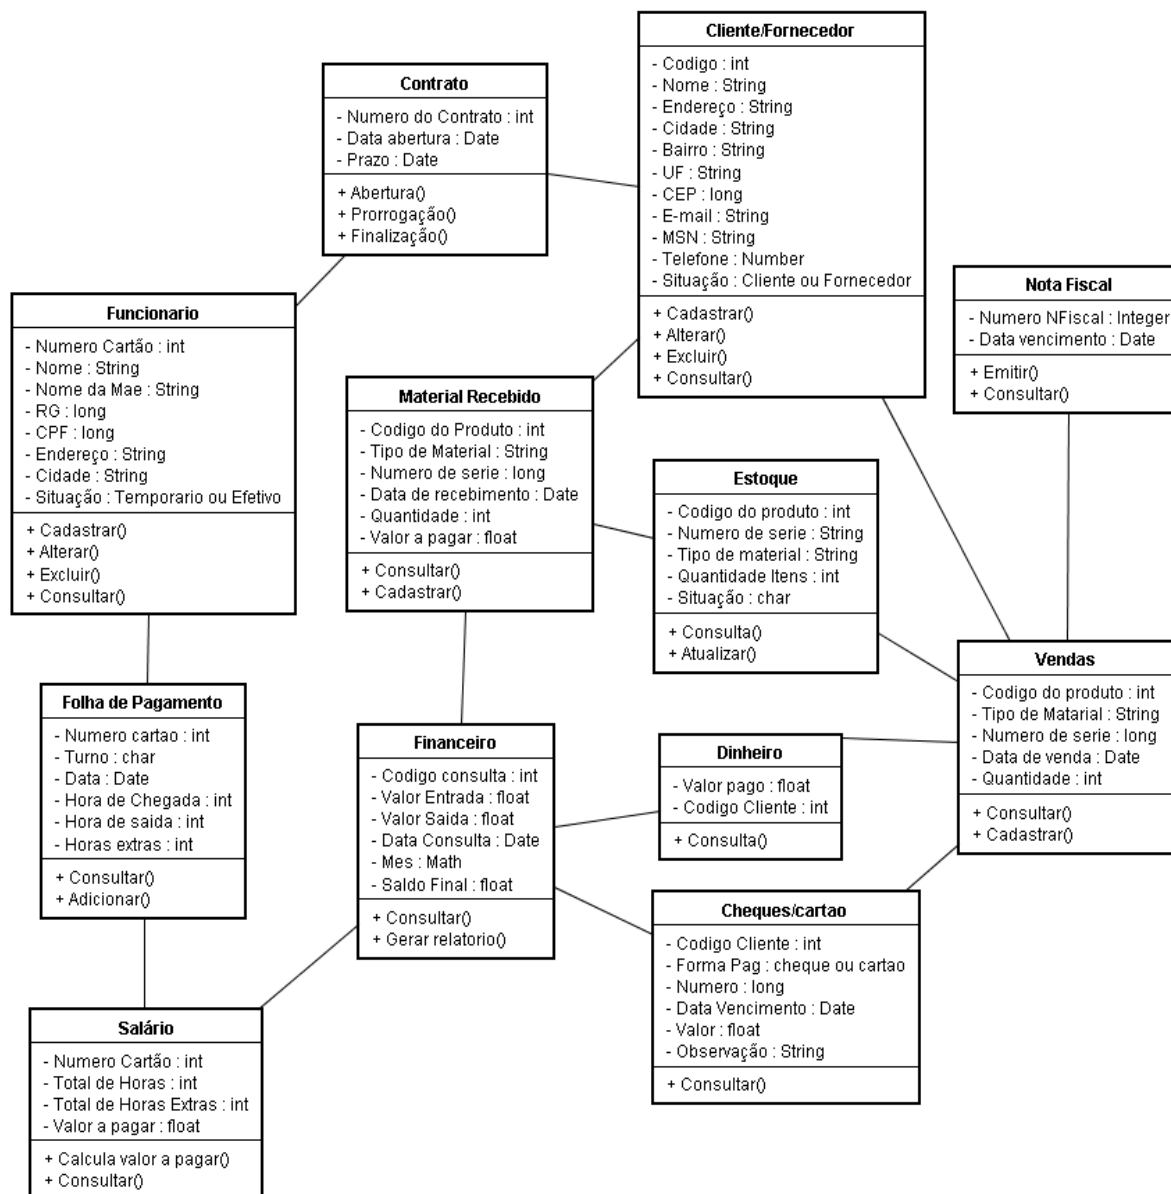 Cliente/Fornecedor
- Codigo : int
- Nome : String
- Endereço : String
- Cidade : String
- Bairro : String
- UF : String
- CEP : long
- E-mail : String
- MSN : String
- Telefone : Number
- Situação : Cliente ou Fornecedor
+ Cadastrar()
+ Alterar()
+ Excluir()
+ Consultar()
Contrato
- Numero do Contrato : int
- Data abertura : Date
- Prazo : Date
+ Abertura()
+ Prorrogação()
+ Finalização()
Nota Fiscal
- Numero NFiscal : Integer
- Data vencimento : Date
+ Emitir()
+ Consultar()
Funcionario
- Numero Cartão : int
- Nome : String
- Nome da Mae : String
- RG : long
- CPF : long
- Endereço : String
- Cidade : String
- Situação : Temporario ou Efetivo
+ Cadastrar()
+ Alterar()
+ Excluir()
+ Consultar()
Material Recebido
- Codigo do Produto : int
- Tipo de Material : String
- Numero de serie : long
- Data de recebimento : Date
- Quantidade : int
- Valor a pagar : float
+ Consultar()
+ Cadastrar()
Estoque
- Codigo do produto : int
- Numero de serie : String
- Tipo de material : String
- Quantidade Itens : int
- Situação : char
+ Consulta()
+ Atualizar()
Vendas
- Codigo do produto : int
- Tipo de Matarial : String
- Numero de serie : long
- Data de venda : Date
- Quantidade : int
+ Consultar()
+ Cadastrar()
Folha de Pagamento
- Numero cartao : int
- Turno : char
- Data : Date
- Hora de Chegada : int
- Hora de saida : int
- Horas extras : int
+ Consultar()
+ Adicionar()
Financeiro
- Codigo consulta : int
- Valor Entrada : float
- Valor Saida : float
- Data Consulta : Date
- Mes : Math
- Saldo Final : float
+ Consultar()
+ Gerar relatorio()
Dinheiro
- Valor pago : float
- Codigo Cliente : int
+ Consulta()
Cheques/cartao
- Codigo Cliente : int
- Forma Pag : cheque ou cartao
- Numero : long
- Data Vencimento : Date
- Valor : float
- Observação : String
+ Consultar()
Salário
- Numero Cartão : int
- Total de Horas : int
- Total de Horas Extras : int
- Valor a pagar : float
+ Calcula valor a pagar()
+ Consultar()